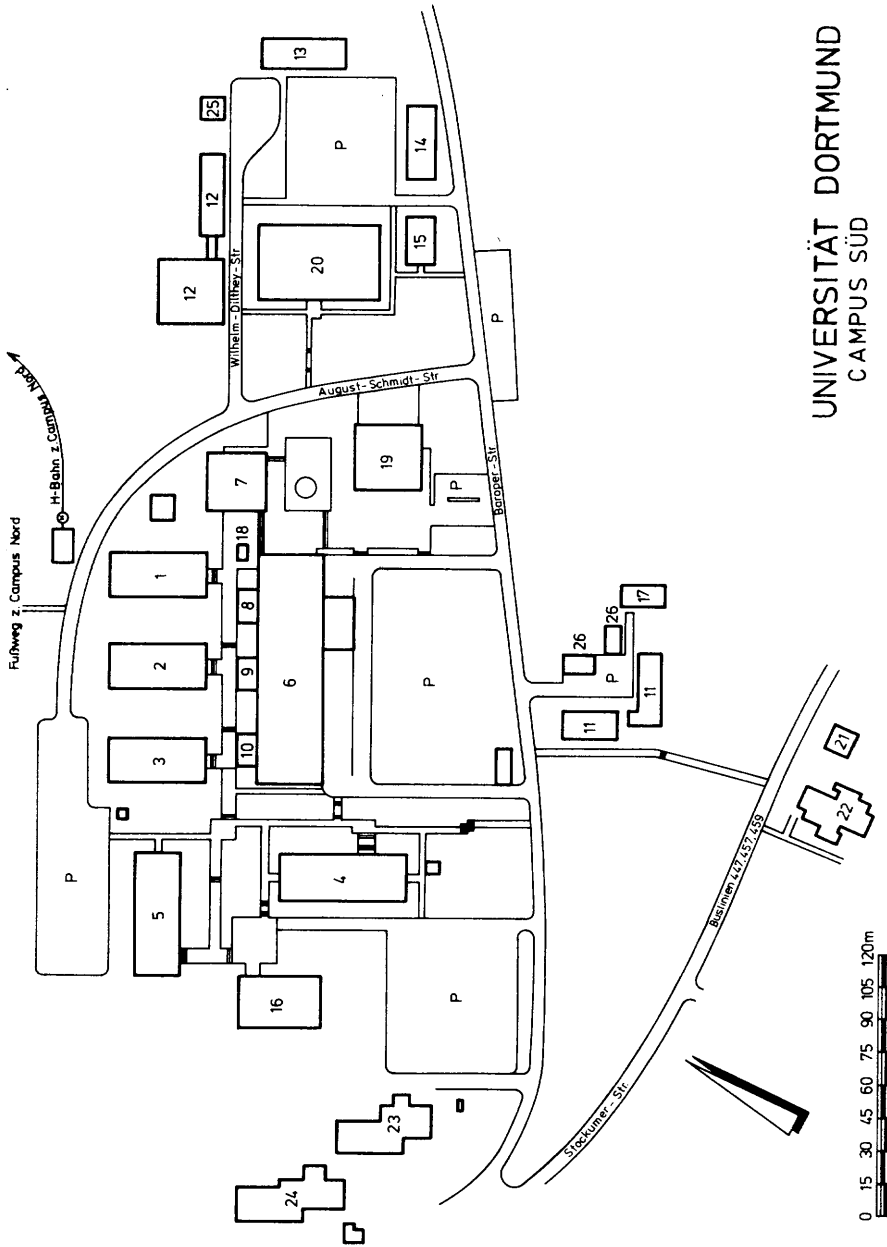 Fußweg z. Campus Nord
H-Bahn z. Campus Nord
13
25
12
12
Wilhelm-Dilthey-Str
P
14
20
15
P
August-Schmidt-Str
7
19
P
Baroper-Str.
18
1
8
2
9
6
P
3
10
26
26
17
P
11
11
21
22
Buslinien 447.457.459
P
5
4
16
P
Stockumer-Str.
23
24
UNIVERSITÄT DORTMUND
CAMPUS SÜD
0 15 30 45 60 75 90 105 120m